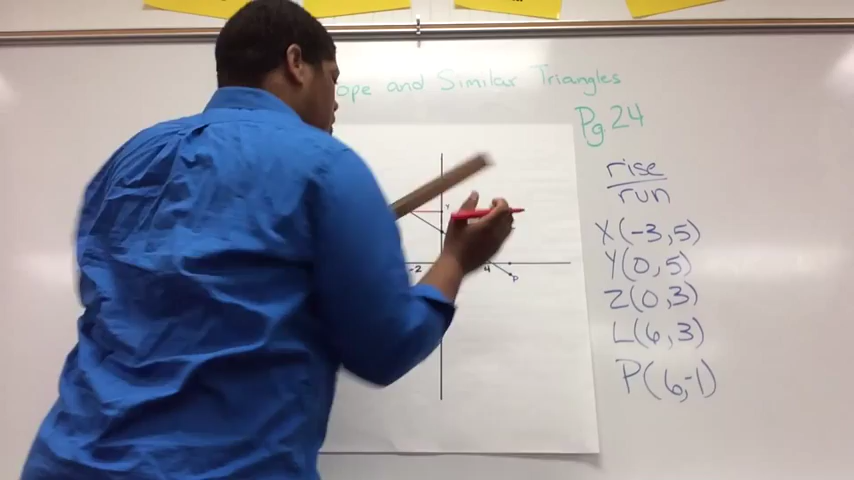 ope and Similar Triangles
Pg 24
rise
run
X(-3,5)
Y(0,5)
Z(0,3)
L(6,3)
P(6,-1)
Y
-2
4
P